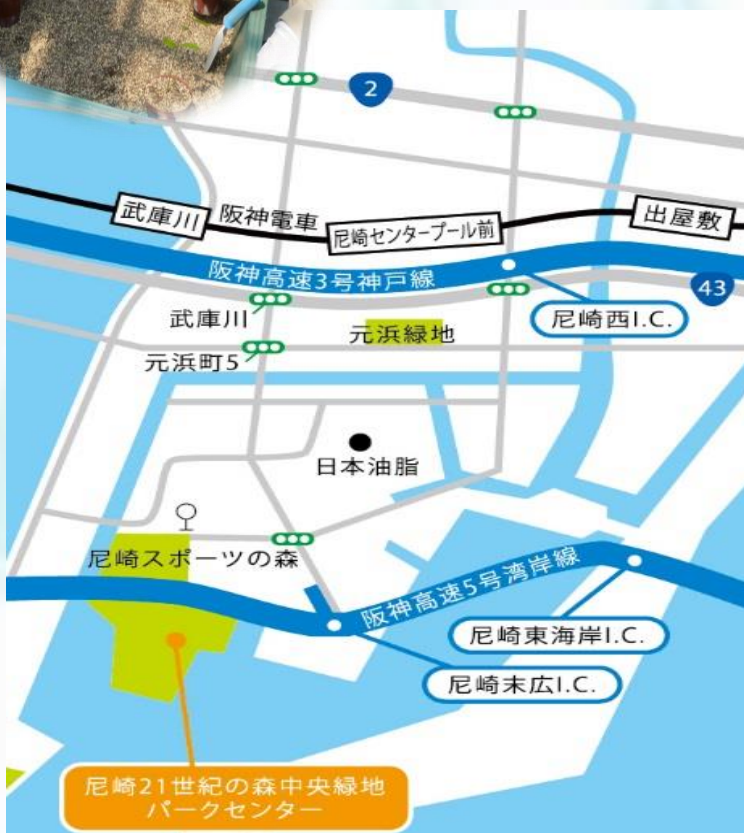 2
武庫川
阪神電車
尼崎センタープール前
出屋敷
阪神高速3号神戸線
43
武庫川
尼崎西I.C.
元浜緑地
元浜町5
日本油脂
尼崎スポーツの森
阪神高速5号湾岸線
尼崎東海岸I.C.
尼崎末広I.C.
尼崎21世紀の森中央緑地
パークセンター